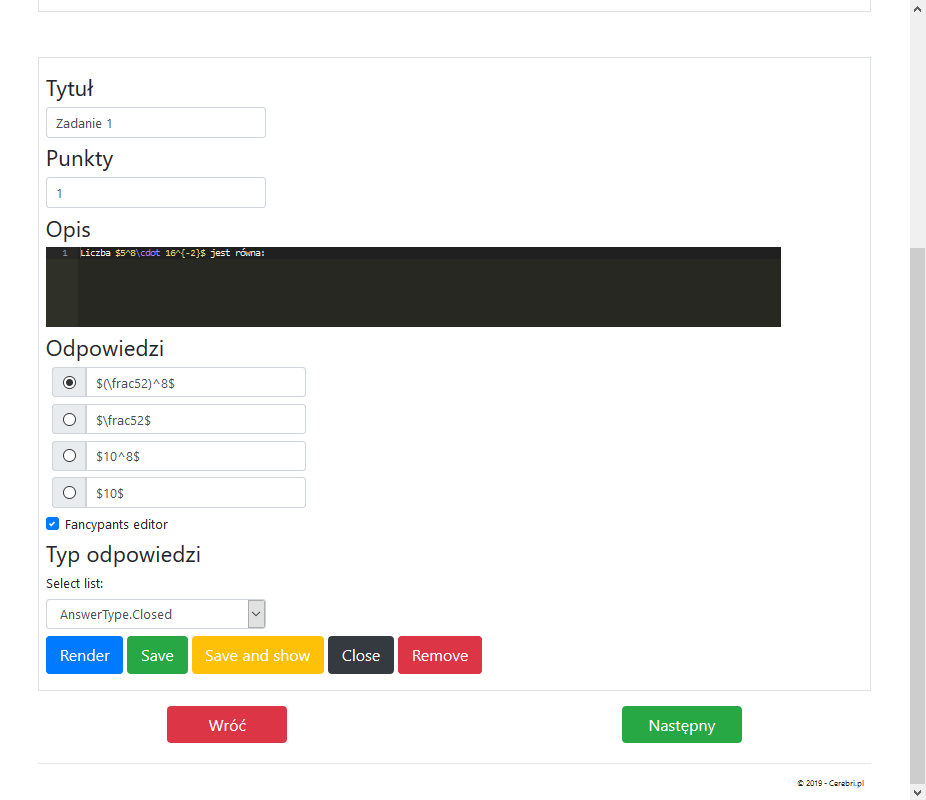 Tytuł
Zadanie 1
Punkty
1
Opis
1 Liczba $5^8\cdot 16^{-2}$ jest równa:
Odpowiedzi
$(\frac52)^8$
$\frac52$
$10^8$
$10$
Fancypants editor
Typ odpowiedzi
Select list:
AnswerType.Closed
Render Save Save and show Close Remove
Wróć Następny
© 2019 - Cerebri.pl